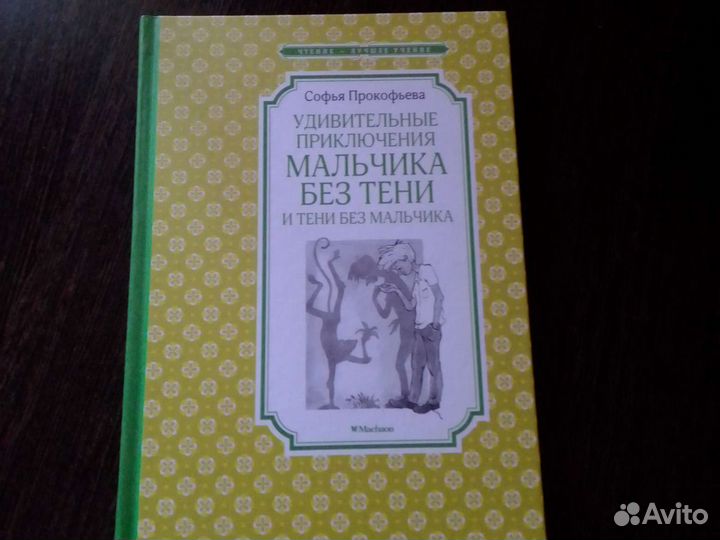 ЧТЕНИЕ – ЛУЧШЕЕ УЧЕНИЕ
Софья Прокофьева
УДИВИТЕЛЬНЫЕ
ПРИКЛЮЧЕНИЯ
МАЛЬЧИКА
БЕЗ ТЕНИ
И ТЕНИ БЕЗ МАЛЬЧИКА
Machaon
Avito